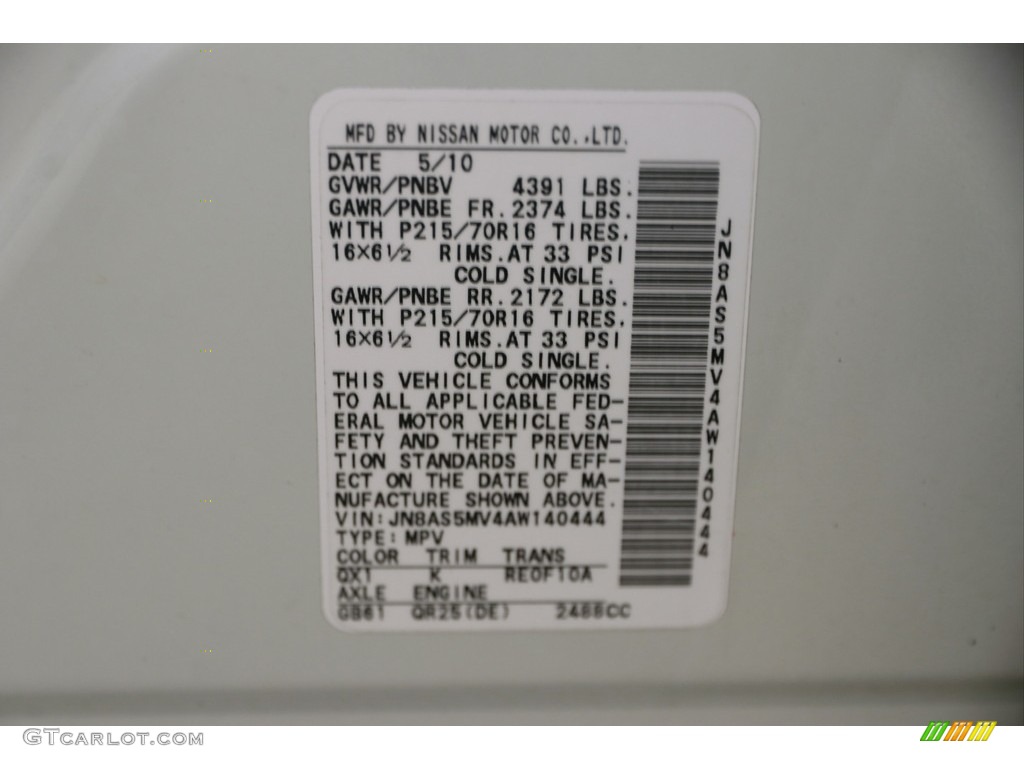 MFD BY NISSAN MOTOR CO.,LTD.
DATE 5/10
GVWR/PNBV 4391 LBS.
GAWR/PNBE FR.2374 LBS.
WITH P215/70R16 TIRES,
16×6½ RIMS.AT 33 PSI
COLD SINGLE.
GAWR/PNBE RR.2172 LBS.
WITH P215/70R16 TIRES,
16×6½ RIMS.AT 33 PSI
COLD SINGLE.
THIS VEHICLE CONFORMS
TO ALL APPLICABLE FED-
ERAL MOTOR VEHICLE SA-
FETY AND THEFT PREVEN-
TION STANDARDS IN EFF-
ECT ON THE DATE OF MA-
NUFACTURE SHOWN ABOVE.
VIN:JN8AS5MV4AW140444
TYPE:MPV
COLOR TRIM TRANS
QX1 K RE0F10A
AXLE ENGINE
GB61 QR25(DE) 2488CC
JN8AS5MV4AW140444
GTCarlot.com